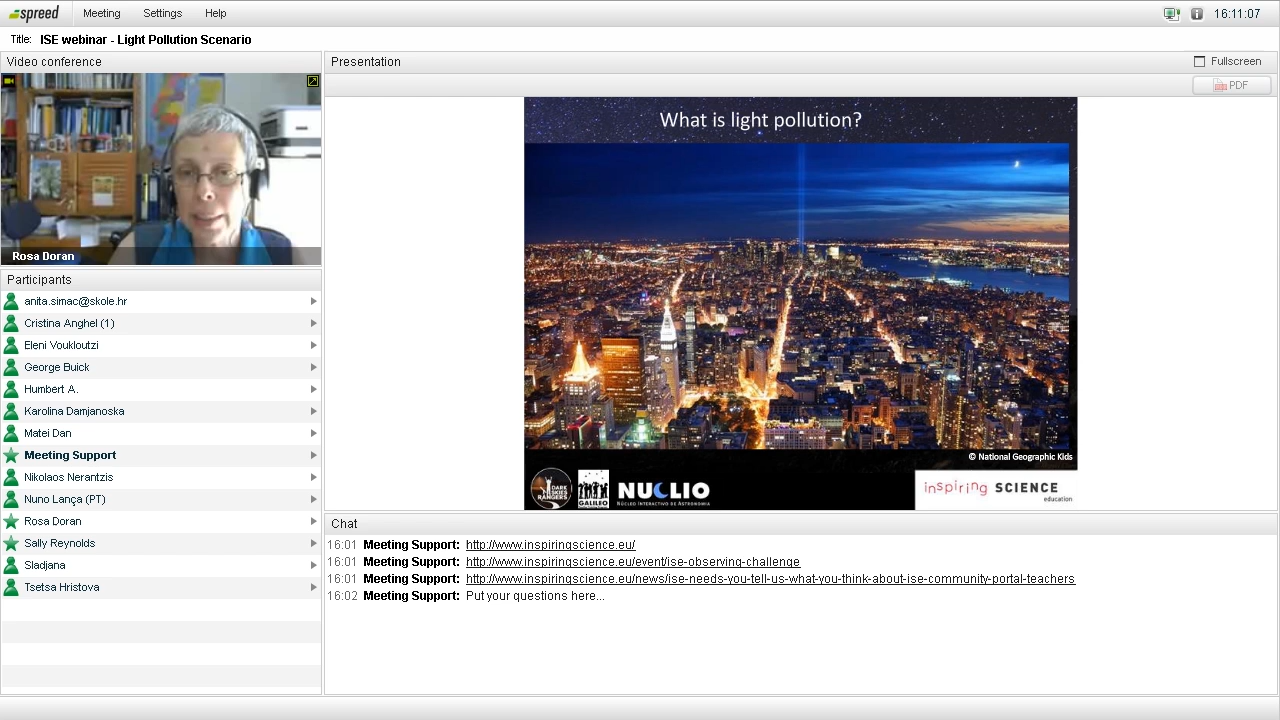 spreed Meeting Settings Help 16:11:07
Title: ISE webinar - Light Pollution Scenario
Video conference
Rosa Doran
Participants
anita.simac@skole.hr
Cristina Anghel (1)
Eleni Voukloutzi
George Buick
Humbert A.
Karolina Damjanoska
Matei Dan
Meeting Support
Nikolaos Nerantzis
Nuno Lança (PT)
Rosa Doran
Sally Reynolds
Sladjana
Tsetsa Hristova
Presentation Fullscreen
PDF
What is light pollution?
© National Geographic Kids
DARK SKIES RANGERS
GALILEO
NUCLIO
NÚCLEO INTERACTIVO DE ASTRONOMIA
inspiring SCIENCE
education
Chat
16:01 Meeting Support: http://www.inspiringscience.eu/
16:01 Meeting Support: http://www.inspiringscience.eu/event/ise-observing-challenge
16:01 Meeting Support: http://www.inspiringscience.eu/news/ise-needs-you-tell-us-what-you-think-about-ise-community-portal-teachers
16:02 Meeting Support: Put your questions here...